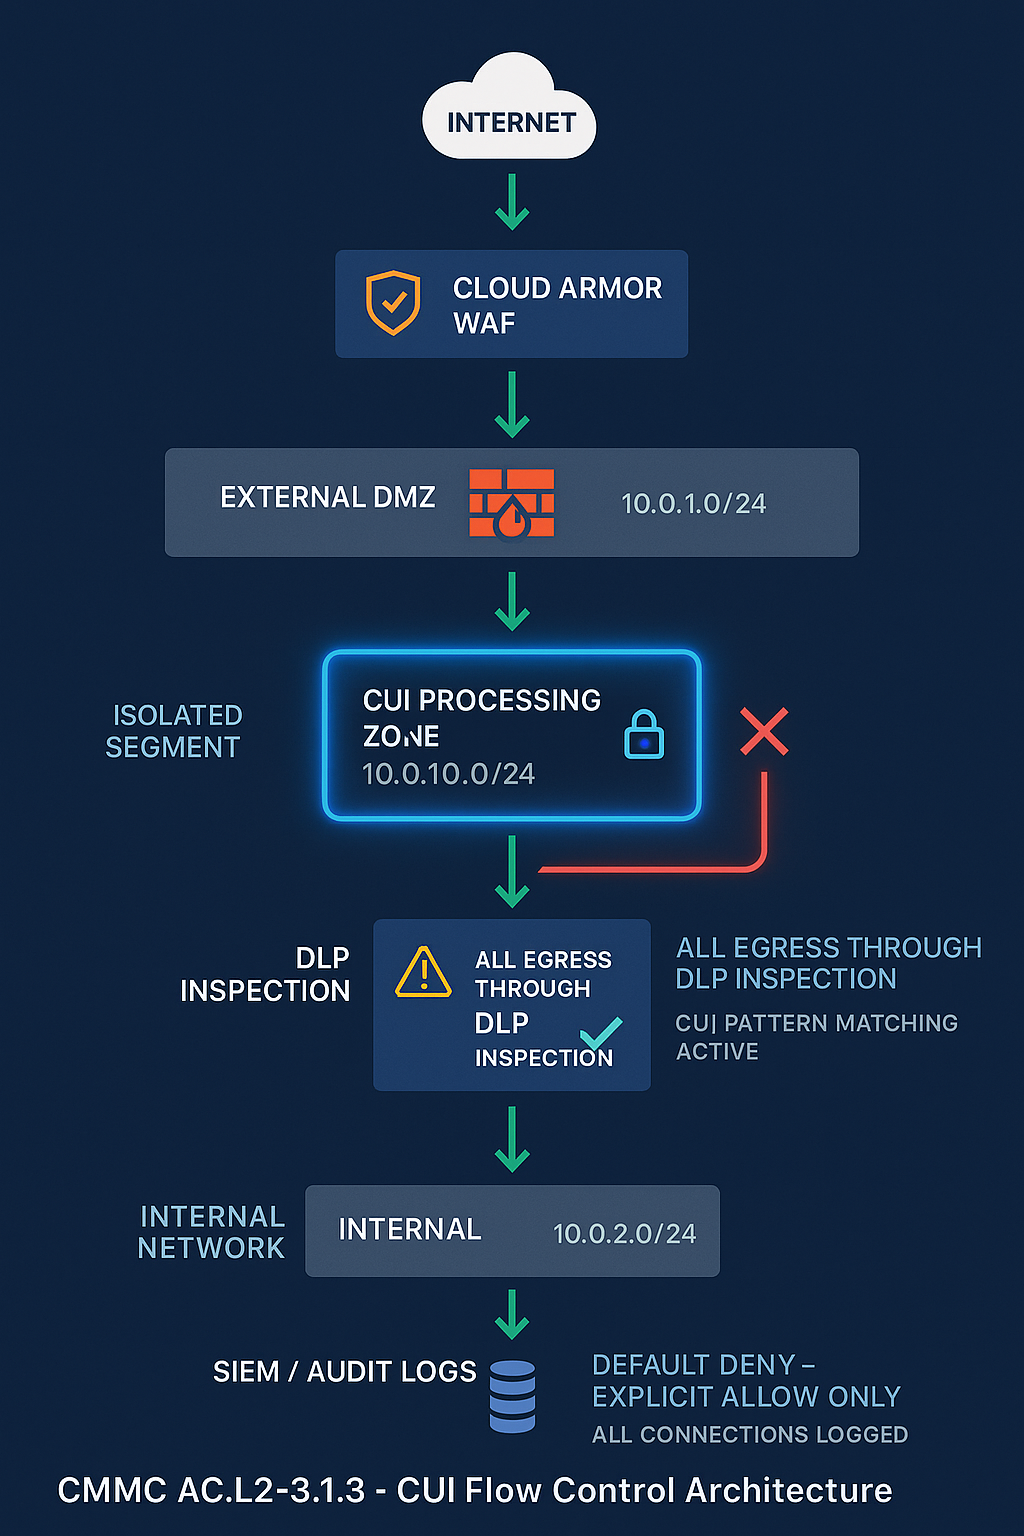 INTERNET
CLOUD ARMOR
WAF
EXTERNAL DMZ
10.0.1.0/24
ISOLATED
SEGMENT
CUI PROCESSING
ZONE
10.0.10.0/24
DLP
INSPECTION
ALL EGRESS
THROUGH
DLP
INSPECTION
ALL EGRESS THROUGH
DLP INSPECTION
CU| PATTERN MATCHING
ACTIVE
INTERNAL
NETWORK
INTERNAL
10.0.2.0/24
SIEM / AUDIT LOGS
DEFAULT DENY –
EXPLICIT ALLOW ONLY
ALL CONNECTIONS LOGGED
CMMC AC.L2-3.1.3 - CUI Flow Control Architecture